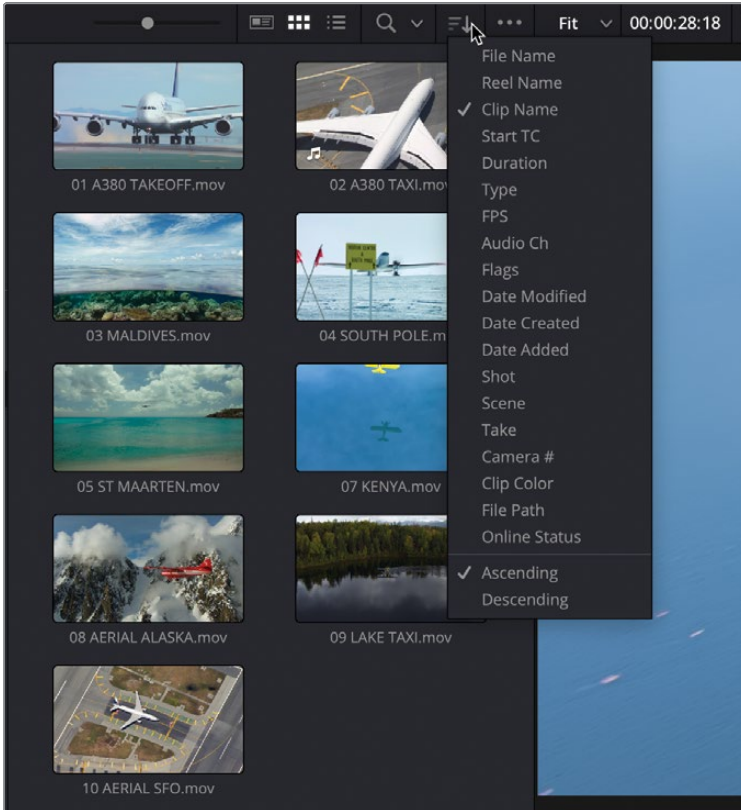 Fit
00:00:28:18
File Name
Reel Name
Clip Name
Start TC
Duration
Type
FPS
Audio Ch
Flags
Date Modified
Date Created
Date Added
Shot
Scene
Take
Camera #
Clip Color
File Path
Online Status
Ascending
Descending
01 A380 TAKEOFF.mov
02 A380 TAXI.mov
03 MALDIVES.mov
04 SOUTH POLE.m
05 ST MAARTEN.mov
07 KENYA.mov
08 AERIAL ALASKA.mov
09 LAKE TAXI.mov
10 AERIAL SFO.mov